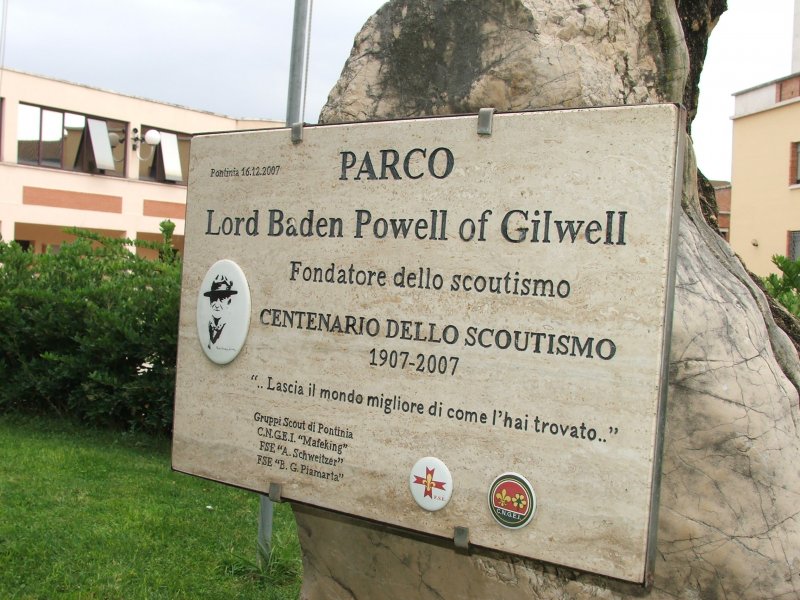 Pontinia 16.12.2007
PARCO
Lord Baden Powell of Gilwell
Fondatore dello scoutismo
CENTENARIO DELLO SCOUTISMO
1907-2007
“.. Lascia il mondo migliore di come l'hai trovato..”
Gruppi Scout di Pontinia
C.N.G.E.I. “Mafeking”
FSE “A. Schweitzer”
FSE “B. G. Piamarta”
F.S.E.
C.N.G.E.I.